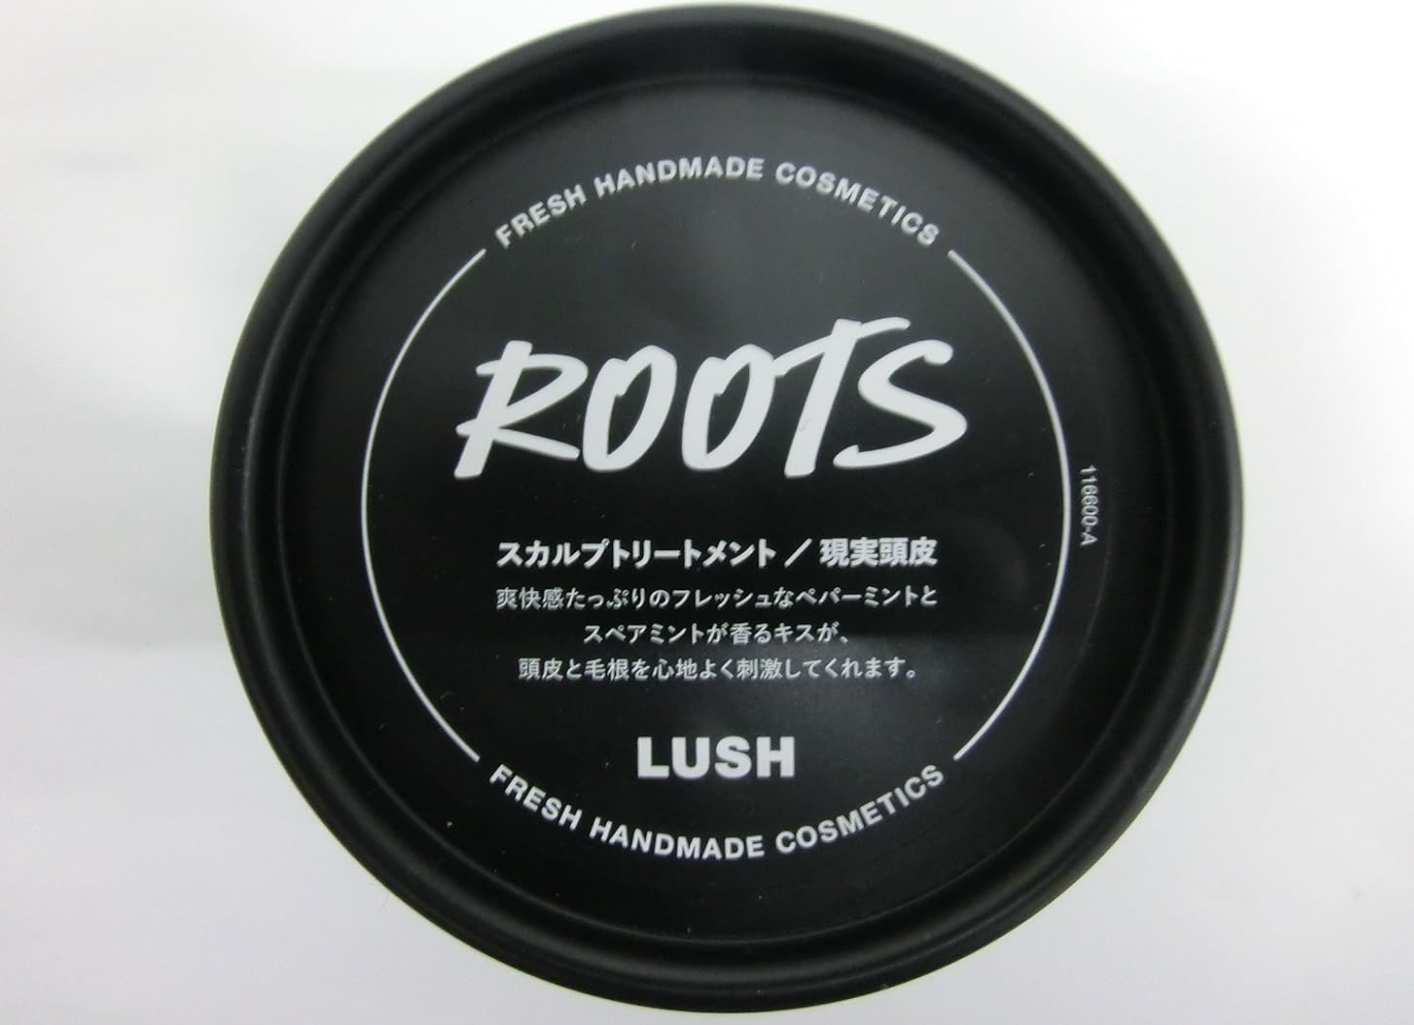 FRESH HANDMADE COSMETICS
ROOTS
スカルプトリートメント／現実頭皮
爽快感たっぷりのフレッシュなペパーミントと
スペアミントが香るキスが、
頭皮と毛根を心地よく刺激してくれます。
LUSH
FRESH HANDMADE COSMETICS
116600-A